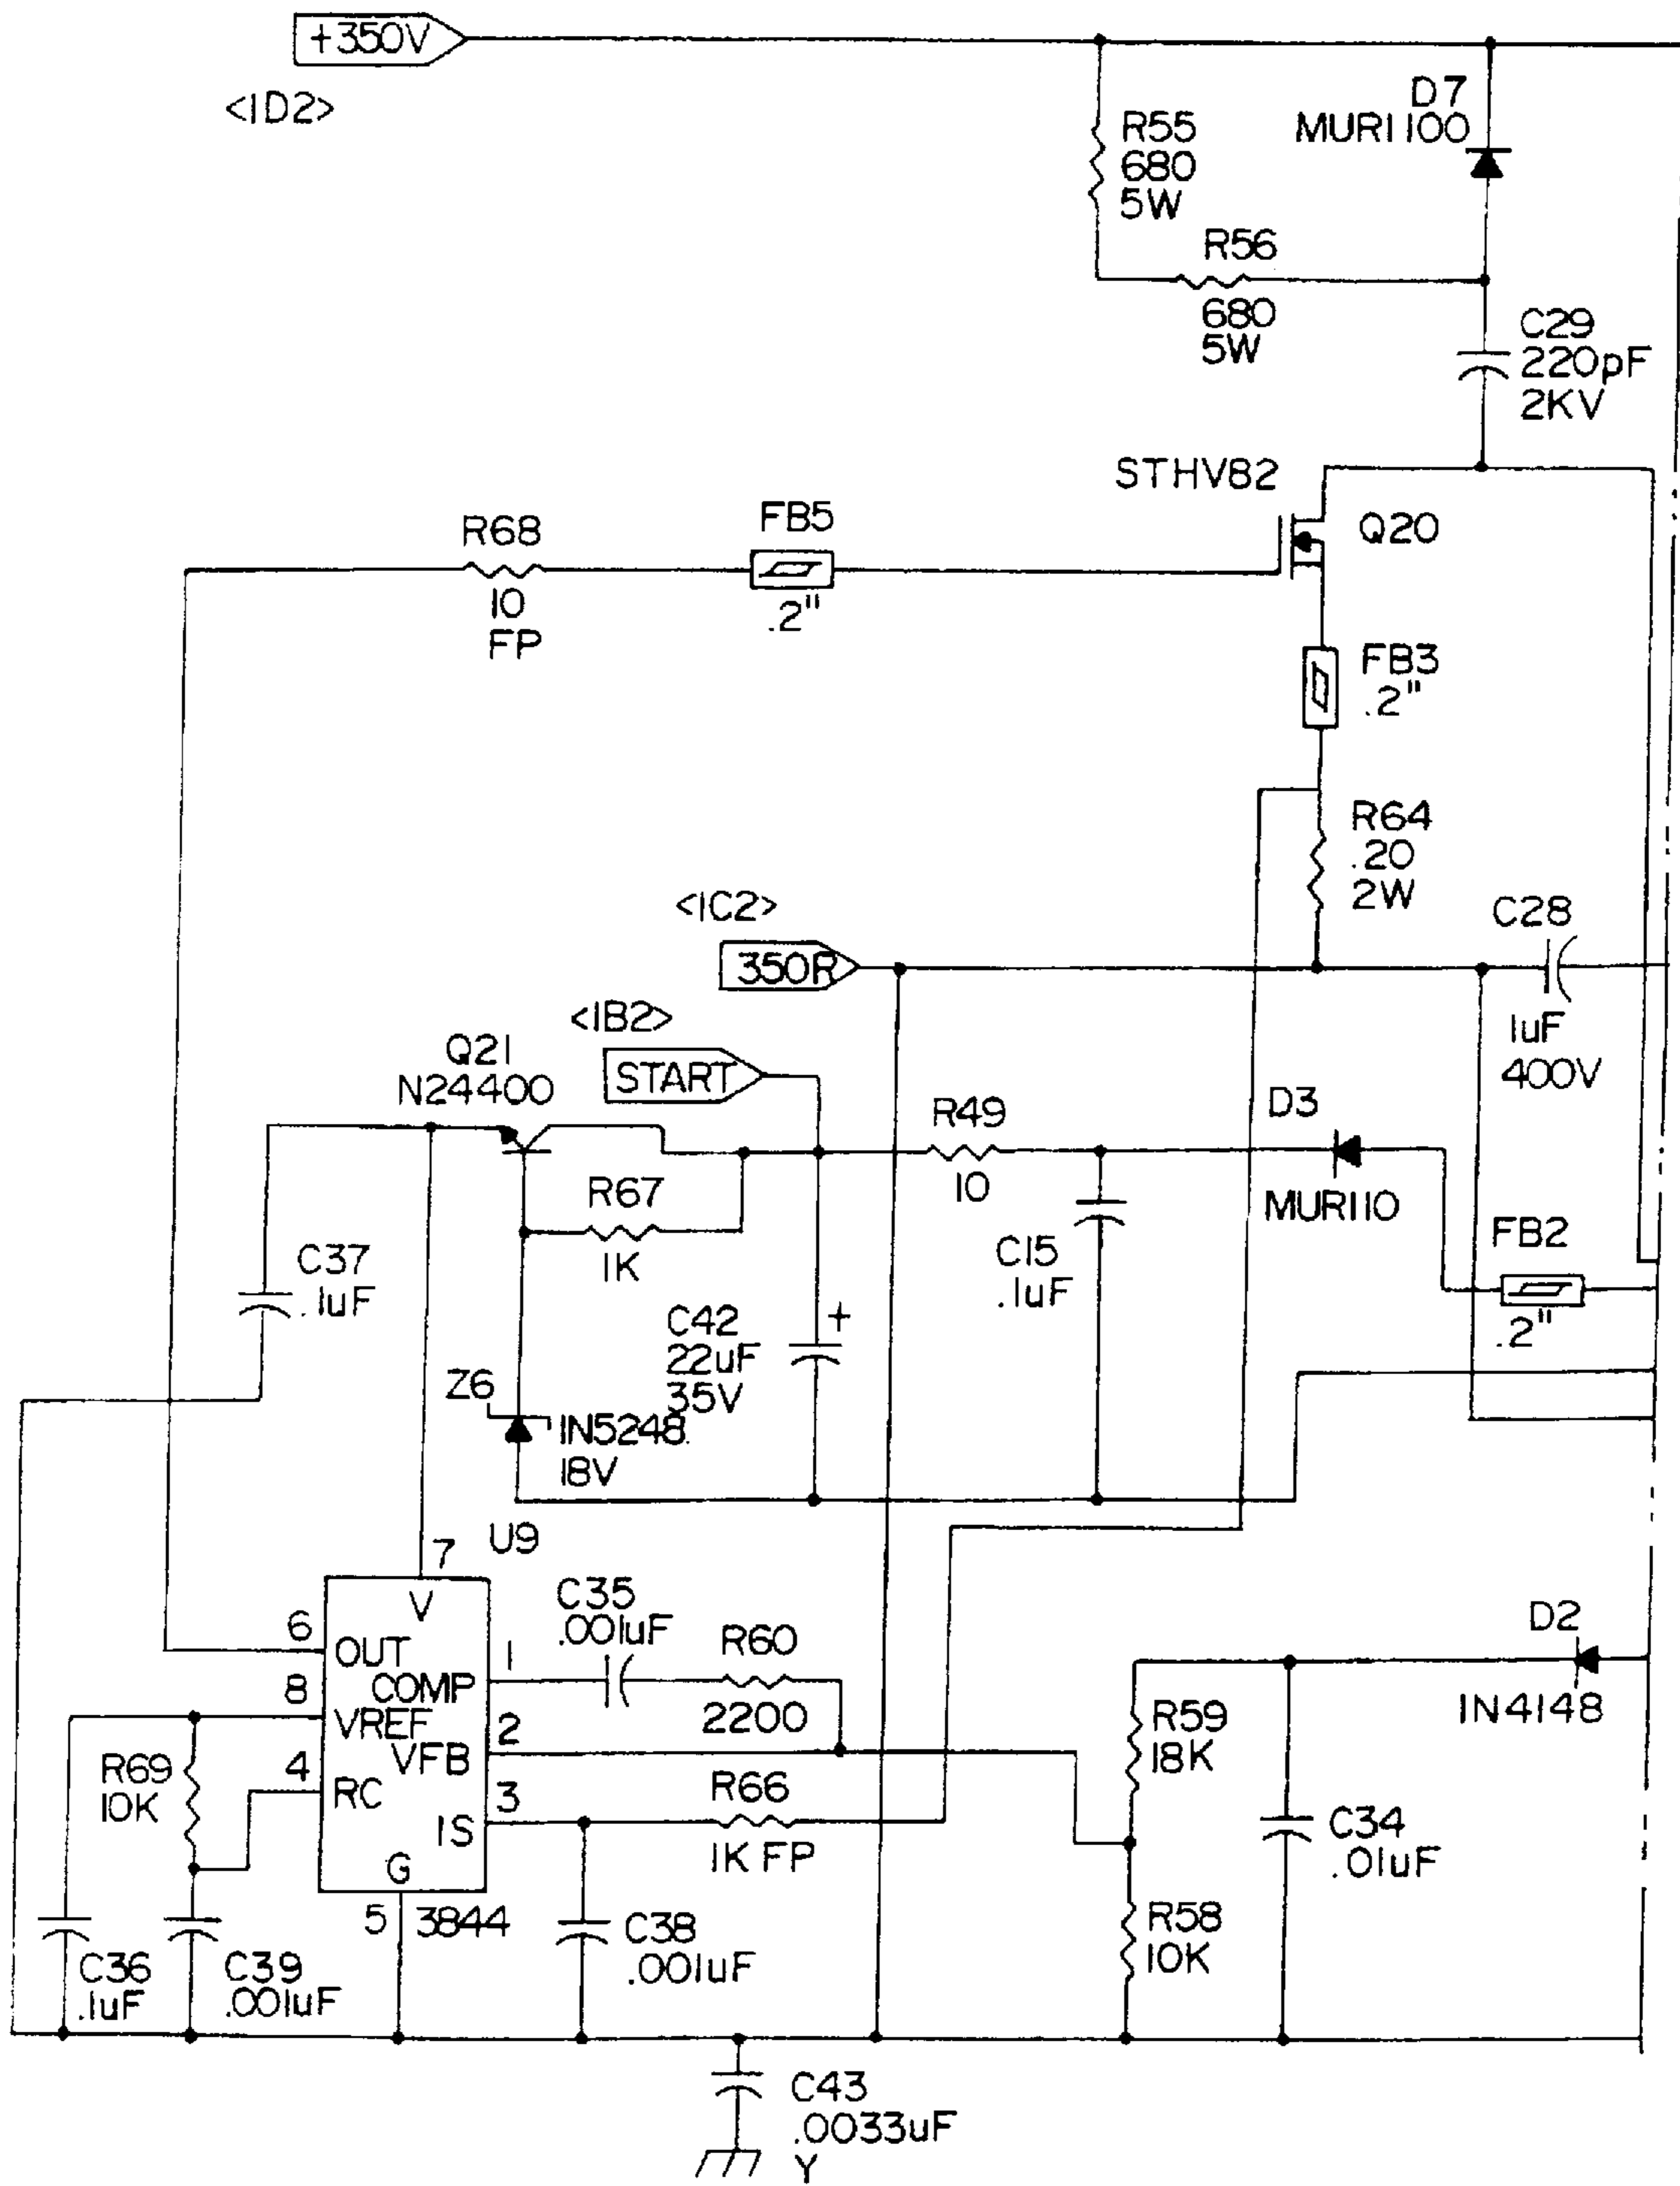 +350V
<1D2>
D7
MUR1100
R55
680
5W
R56
680
5W
C29
220pF
2KV
STHV82
Q20
R68
10
FP
FB5
.2"
FB3
.2"
R64
.20
2W
<1C2>
350R
C28
1uF
400V
<1B2>
START
Q21
N24400
R49
10
D3
MUR110
R67
1K
C15
.1uF
FB2
.2"
C37
.1uF
C42
22uF
35V
+
Z6
1N5248
18V
U9
7
V
6
OUT
8
VREF
4
RC
COMP
1
VFB
2
IS
3
G
5
3844
C35
.001uF
R60
2200
R66
1K FP
D2
1N4148
R59
18K
C34
.01uF
R69
10K
R58
10K
C36
.1uF
C39
.001uF
C38
.001uF
C43
.0033uF
Y